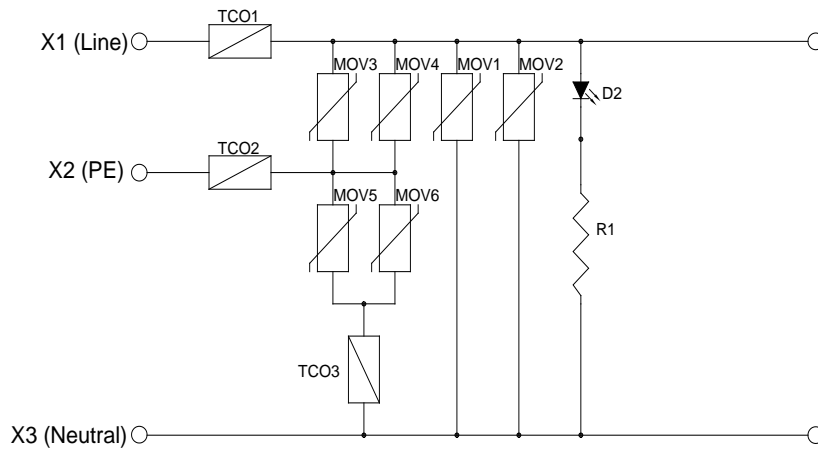 TCO1
X1 (Line)
MOV3
MOV4
MOV1
MOV2
D2
TCO2
X2 (PE)
MOV5
MOV6
R1
TCO3
X3 (Neutral)